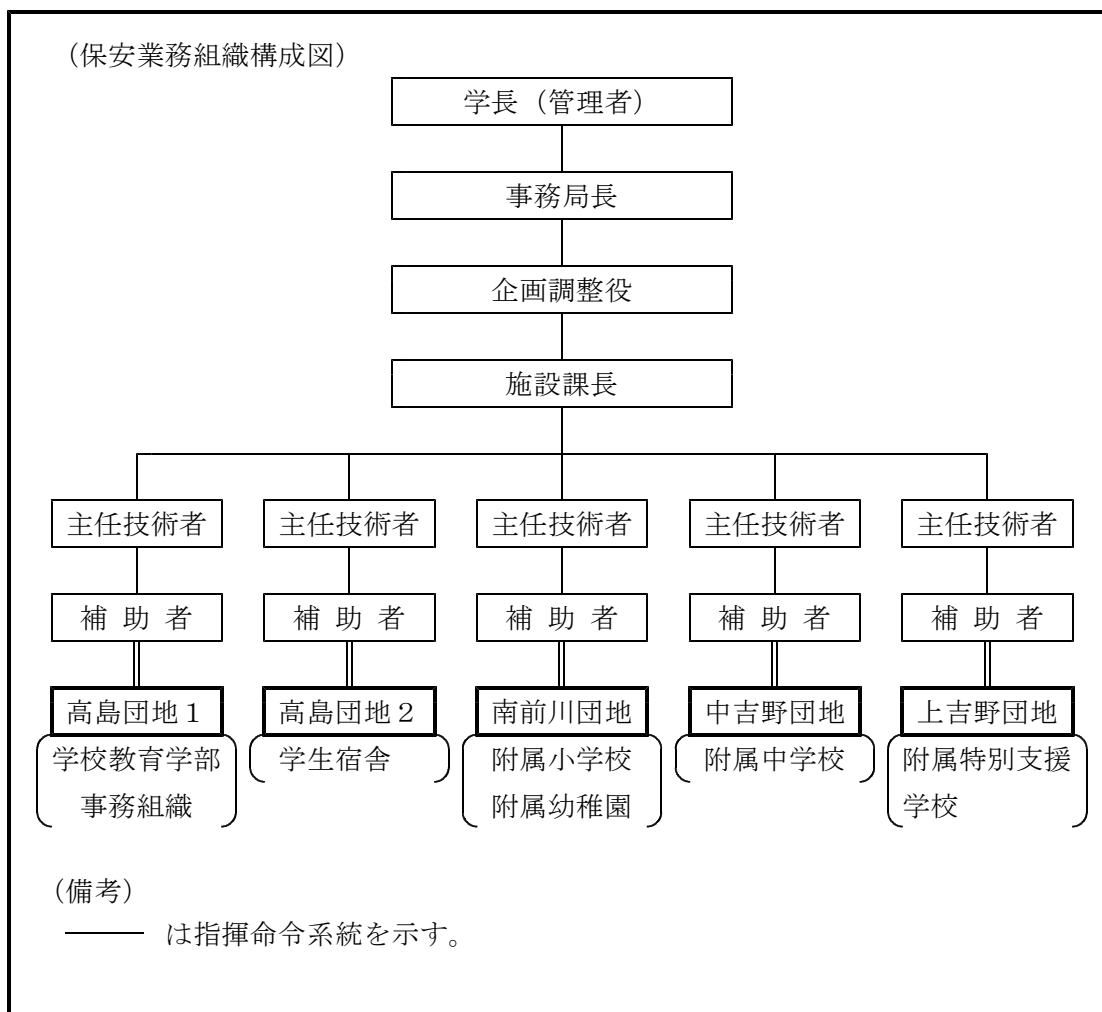 （保安業務組織構成図）
学長（管理者）
事務局長
企画調整役
施設課長
主任技術者 主任技術者 主任技術者 主任技術者 主任技術者
補助者 補助者 補助者 補助者 補助者
高島団地１ 高島団地２ 南前川団地 中吉野団地 上吉野団地
学校教育学部 学生宿舎 附属小学校 附属中学校 附属特別支援
事務組織 附属幼稚園 学校
（備考）
は指揮命令系統を示す。